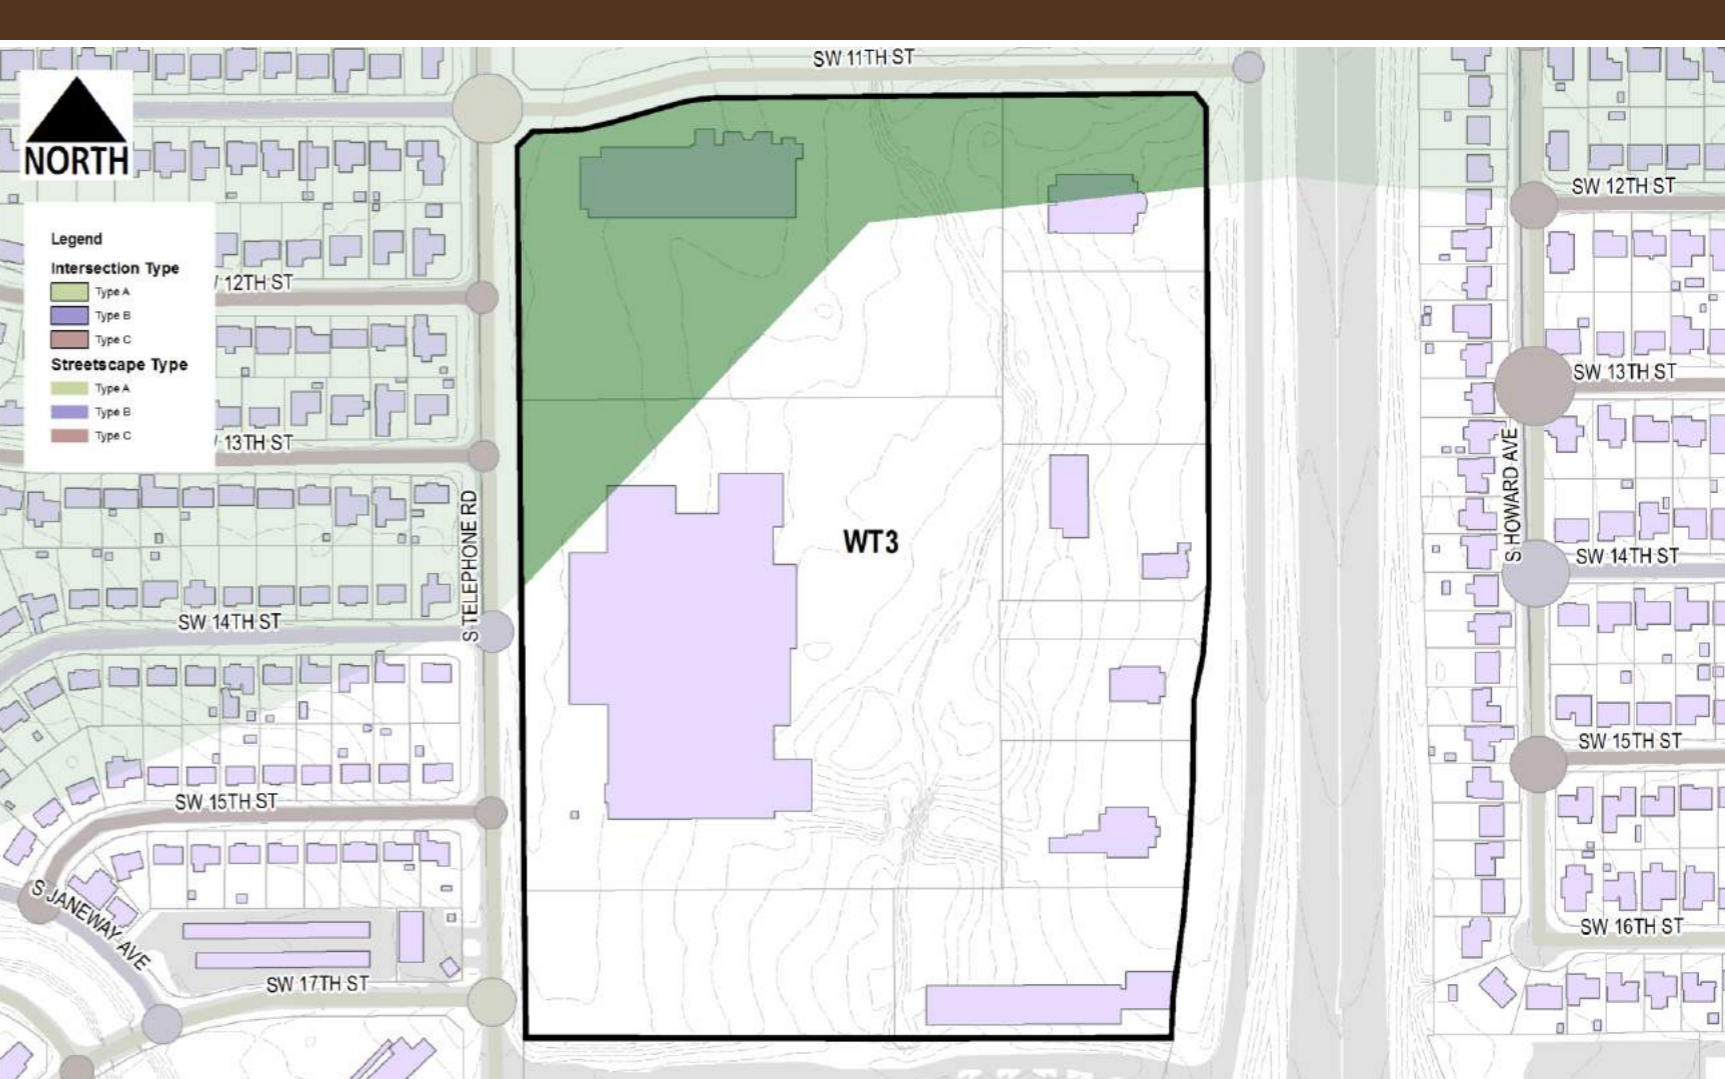 SW 11TH ST
NORTH
SW 12TH ST
Legend
Intersection Type
Type A
Type B
Type C
Streetscape Type
Type A
Type B
Type C
12TH ST
13TH ST
SW 13TH ST
S TELEPHONE RD
S HOWARD AVE
WT3
SW 14TH ST
SW 14TH ST
SW 15TH ST
SW 15TH ST
S JANEWAY AVE
SW 16TH ST
SW 17TH ST